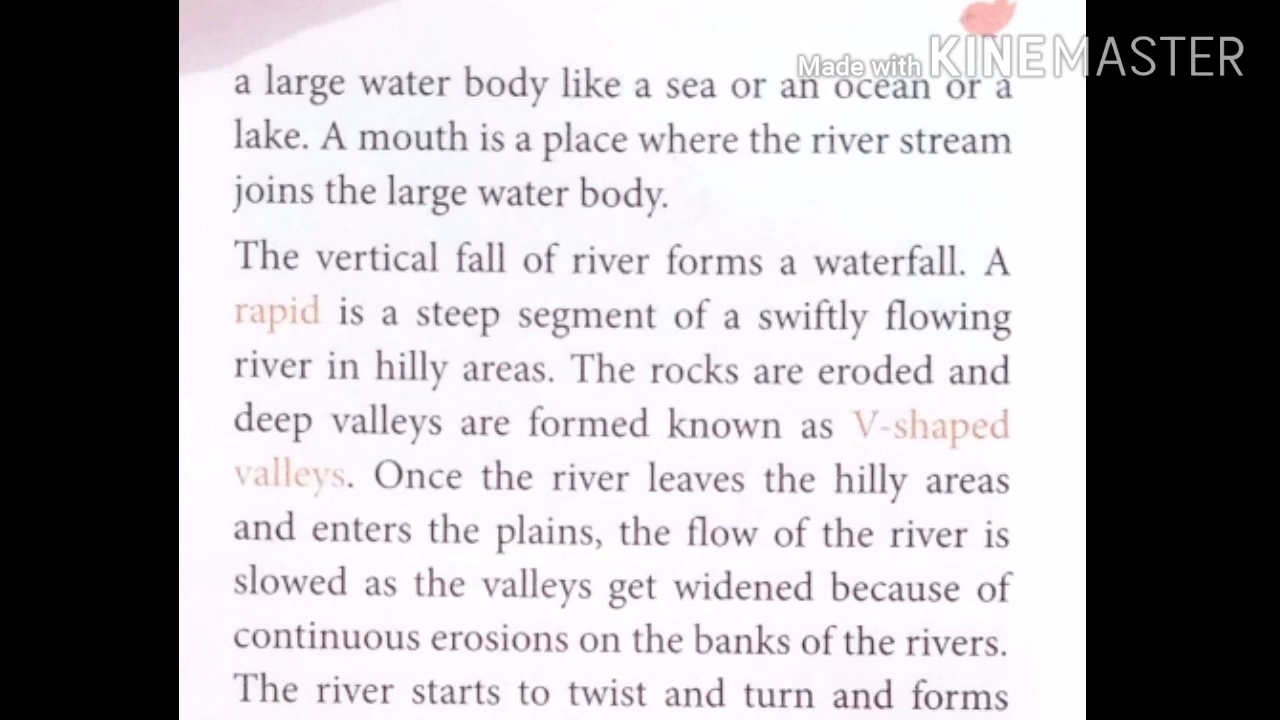 Made with KINEMASTER
a large water body like a sea or an ocean or a
lake. A mouth is a place where the river stream
joins the large water body.
The vertical fall of river forms a waterfall. A
rapid is a steep segment of a swiftly flowing
river in hilly areas. The rocks are eroded and
deep valleys are formed known as V-shaped
valleys. Once the river leaves the hilly areas
and enters the plains, the flow of the river is
slowed as the valleys get widened because of
continuous erosions on the banks of the rivers.
The river starts to twist and turn and forms